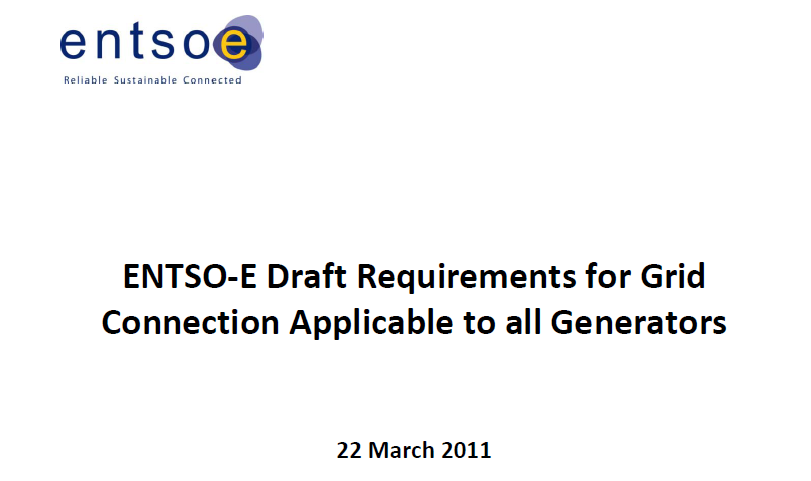 entsoe
Reliable Sustainable Connected
ENTSO-E Draft Requirements for Grid
Connection Applicable to all Generators
22 March 2011